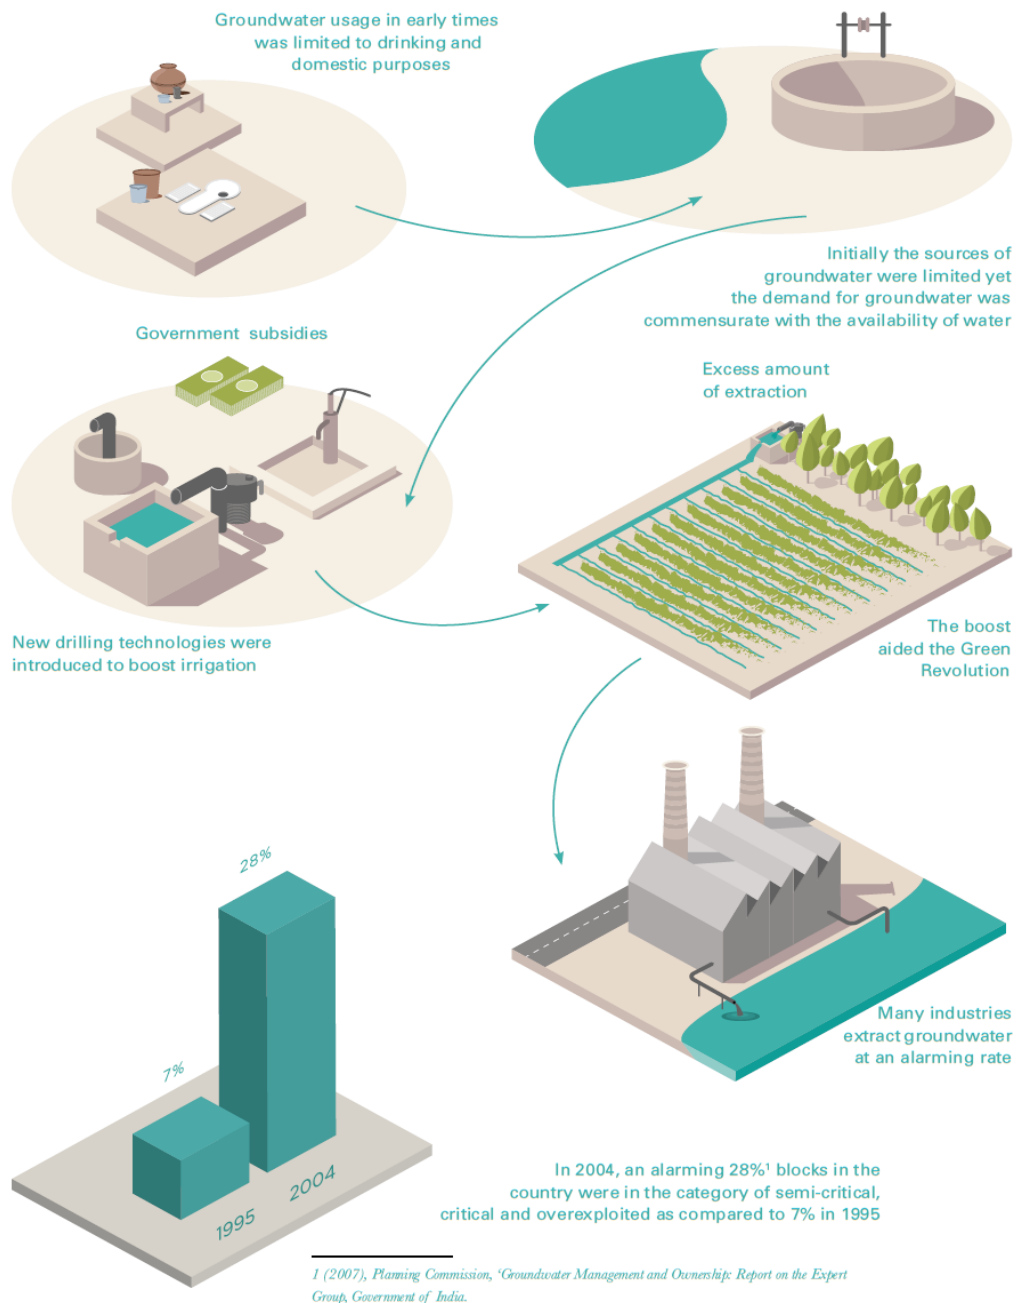 Groundwater usage in early times
was limited to drinking and
domestic purposes
Initially the sources of
groundwater were limited yet
the demand for groundwater was
commensurate with the availability of water
Government subsidies
New drilling technologies were
introduced to boost irrigation
Excess amount
of extraction
The boost
aided the Green
Revolution
Many industries
extract groundwater
at an alarming rate
28%
7%
1995
2004
In 2004, an alarming 28%¹ blocks in the
country were in the category of semi-critical,
critical and overexploited as compared to 7% in 1995
1 (2007), Planning Commission, ‘Groundwater Management and Ownership: Report on the Expert
Group, Government of India.